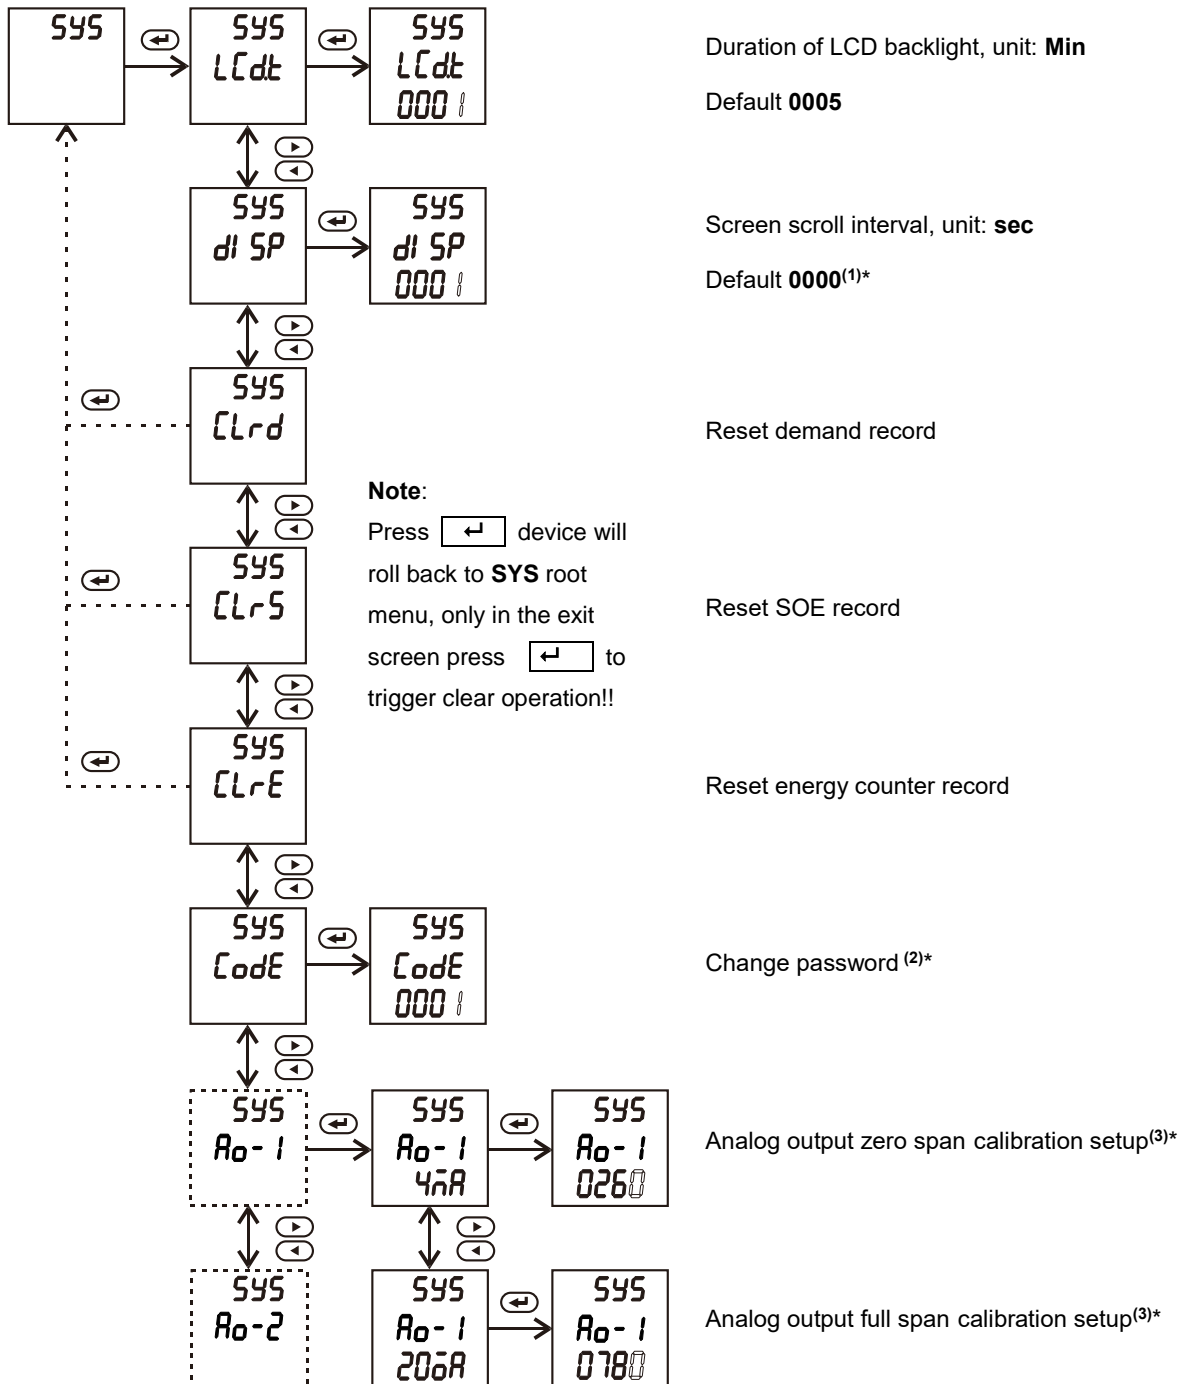 SYS SYS SYS
LCd.t LCd.t
0001
Duration of LCD backlight, unit: Min
Default 0005
SYS SYS
dISP dISP
0001
Screen scroll interval, unit: sec
Default 0000(1)*
SYS
CLrd
Reset demand record
Note:
Press device will
roll back to SYS root
menu, only in the exit
screen press to
trigger clear operation!!
SYS
CLrS
Reset SOE record
SYS
CLrE
Reset energy counter record
SYS SYS
CodE CodE
0001
Change password (2)*
SYS SYS SYS
Ao-1 Ao-1 Ao-1
4mA 0260
Analog output zero span calibration setup(3)*
SYS SYS SYS
Ao-2 Ao-1 Ao-1
20mA 0780
Analog output full span calibration setup(3)*